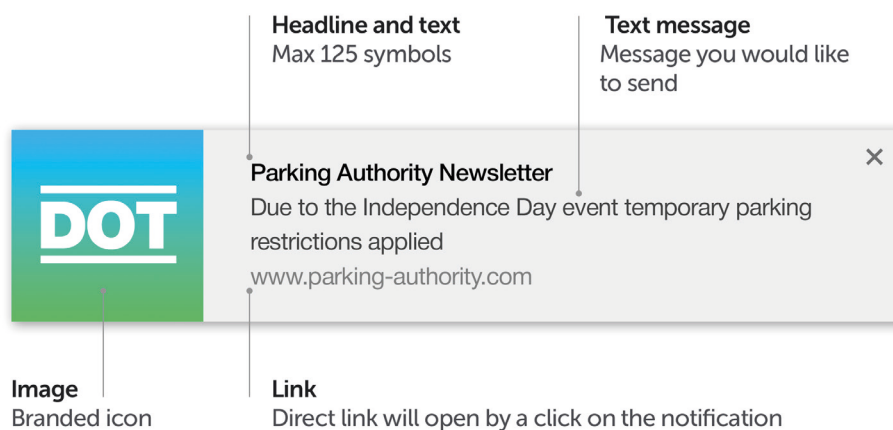 Headline and text
Max 125 symbols
Text message
Message you would like
to send
DOT
Parking Authority Newsletter
Due to the Independence Day event temporary parking
restrictions applied
www.parking-authority.com
Image
Branded icon
Link
Direct link will open by a click on the notification